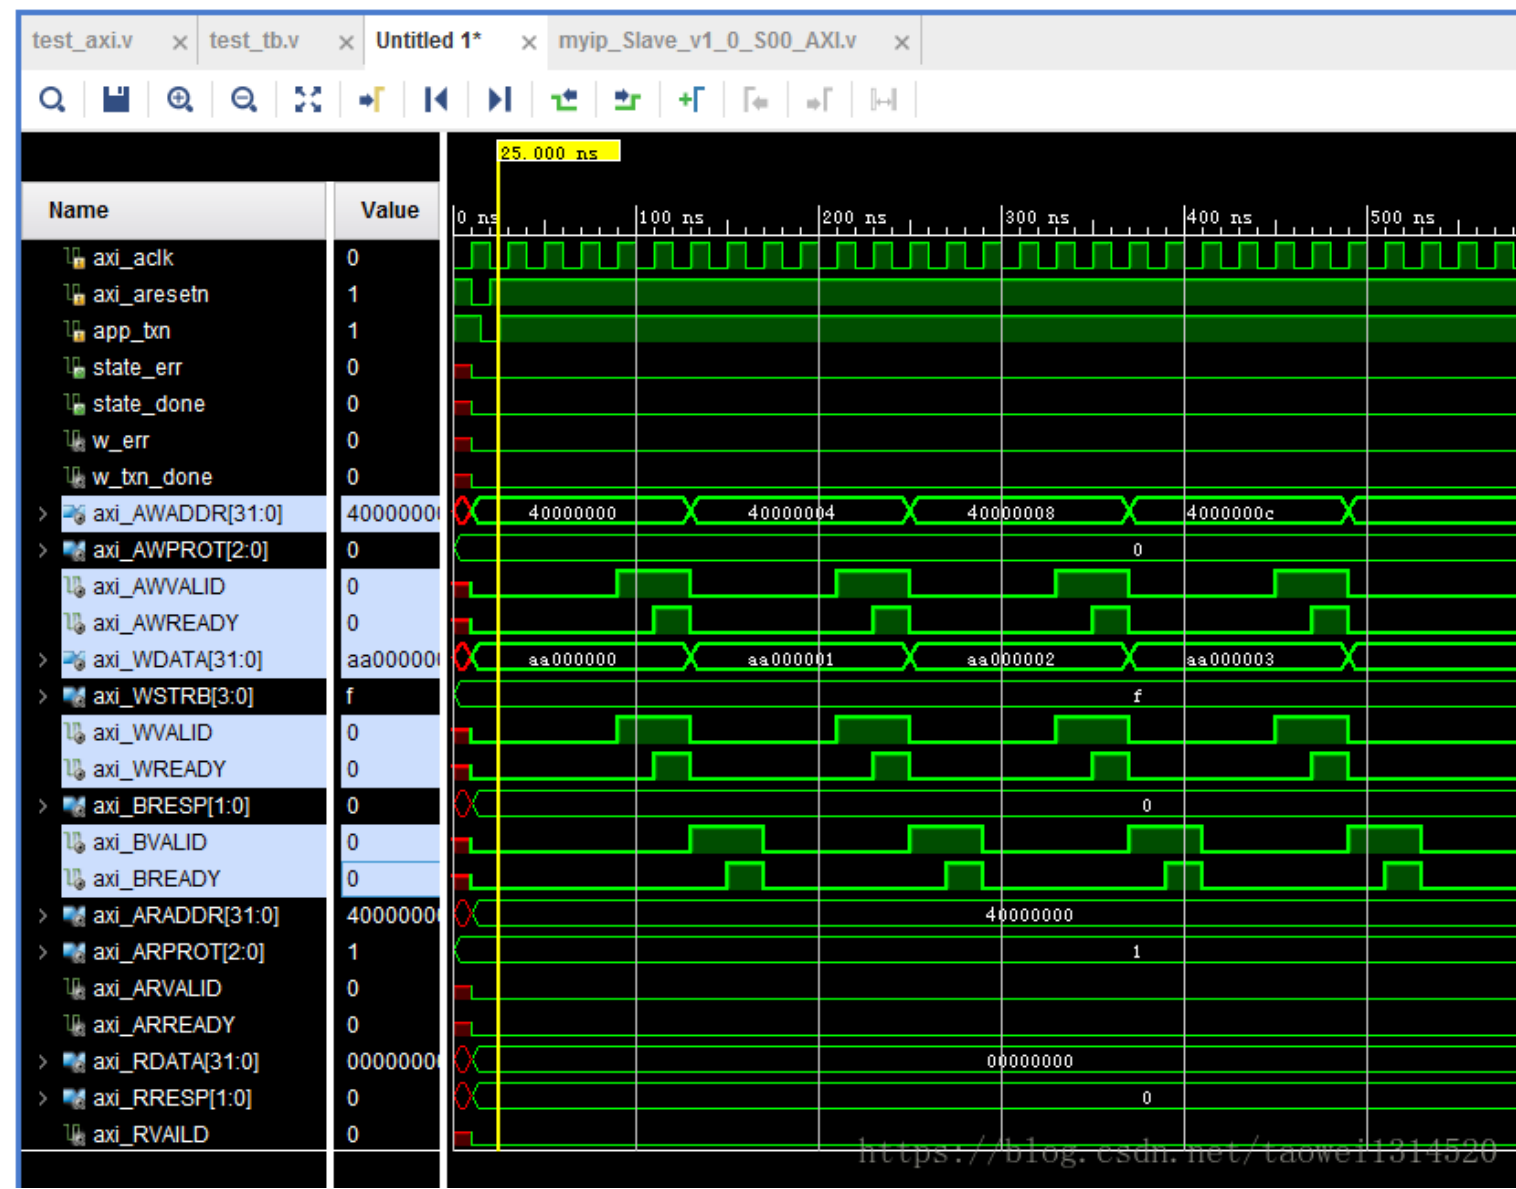 test_axi.v × test_tb.v × Untitled 1* × myip_Slave_v1_0_S00_AXI.v ×
25.000 ns
Name Value 0 ns 100 ns 200 ns 300 ns 400 ns 500 ns
axi_aclk 0
axi_aresetn 1
app_txn 1
state_err 0
state_done 0
w_err 0
w_txn_done 0
axi_AWADDR[31:0] 40000000 40000000 40000004 40000008 4000000c
axi_AWPROT[2:0] 0 0
axi_AWVALID 0
axi_AWREADY 0
axi_WDATA[31:0] aa00000 aa000000 aa000001 aa000002 aa000003
axi_WSTRB[3:0] f f
axi_WVALID 0
axi_WREADY 0
axi_BRESP[1:0] 0 0
axi_BVALID 0
axi_BREADY 0
axi_ARADDR[31:0] 40000000 40000000
axi_ARPROT[2:0] 1 1
axi_ARVALID 0
axi_ARREADY 0
axi_RDATA[31:0] 00000000 00000000
axi_RRESP[1:0] 0 0
axi_RVAILD 0
https://blog.csdn.net/taowei1314520